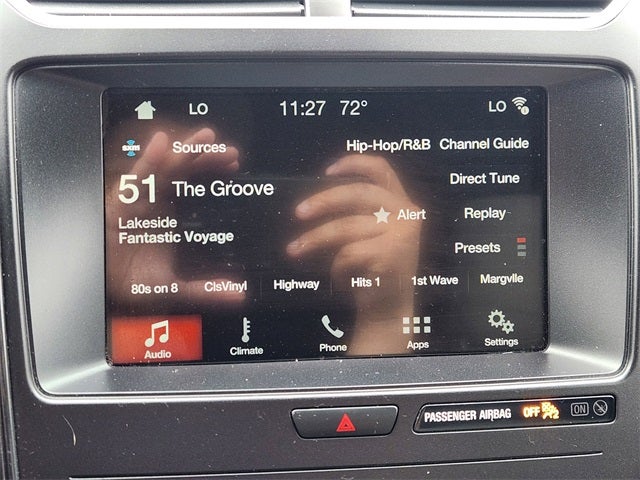 LO 11:27 72° LO
sxm Sources Hip-Hop/R&B Channel Guide
51 The Groove Direct Tune
Lakeside Alert Replay
Fantastic Voyage Presets
80s on 8 ClsVinyl Highway Hits 1 1st Wave Margvlle
Audio Climate Phone Apps Settings
PASSENGER AIRBAG OFF ON